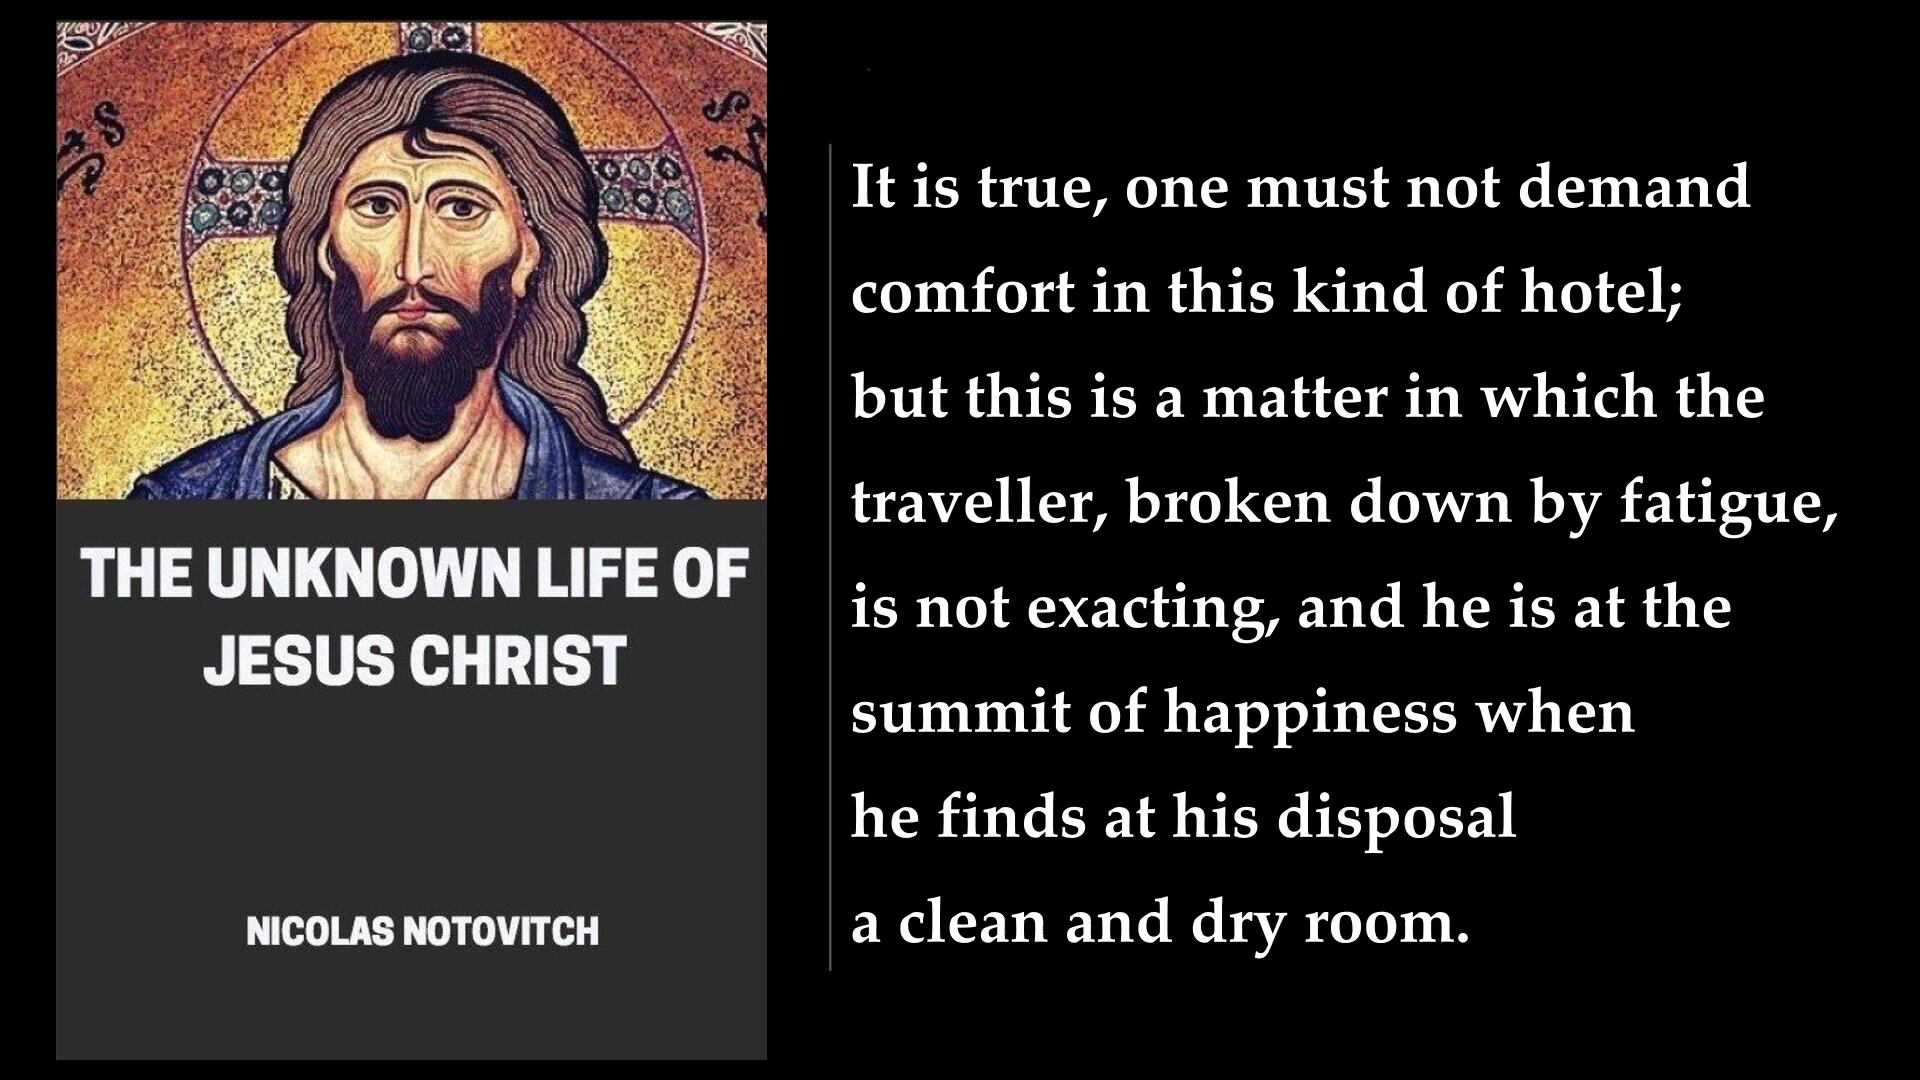 THE UNKNOWN LIFE OF
JESUS CHRIST
NICOLAS NOTOVITCH
It is true, one must not demand
comfort in this kind of hotel;
but this is a matter in which the
traveller, broken down by fatigue,
is not exacting, and he is at the
summit of happiness when
he finds at his disposal
a clean and dry room.